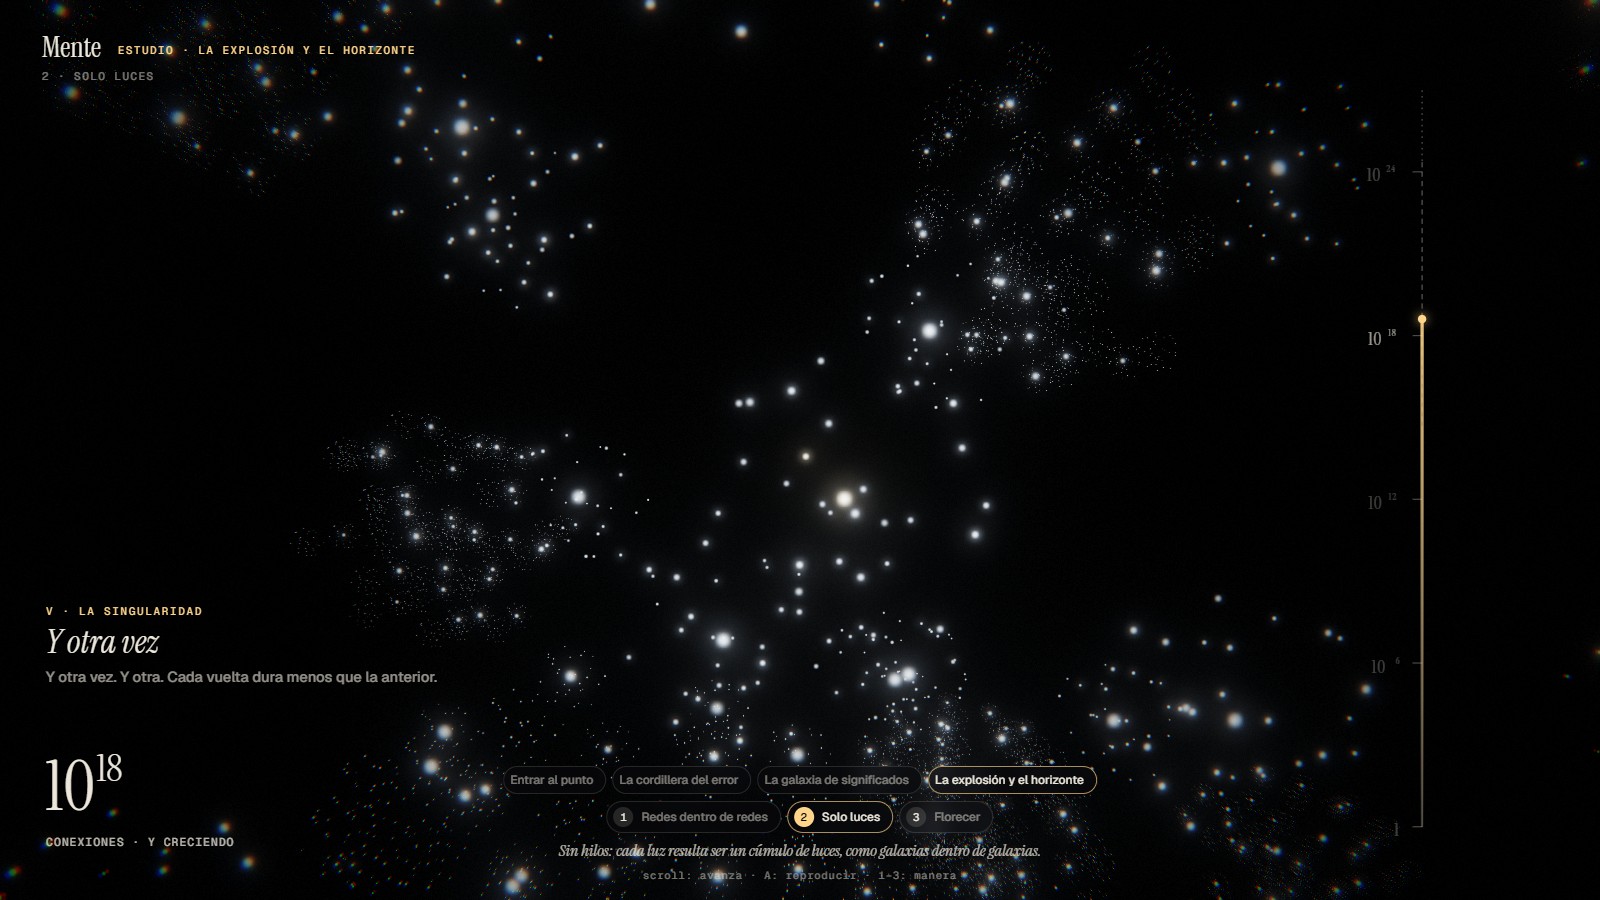 Mente ESTUDIO · LA EXPLOSIÓN Y EL HORIZONTE
2 · SOLO LUCES
10 24
10 18
10 12
10 6
1
V · LA SINGULARIDAD
Y otra vez
Y otra vez. Y otra. Cada vuelta dura menos que la anterior.
10 18
CONEXIONES · Y CRECIENDO
Entrar al punto La cordillera del error La galaxia de significados La explosión y el horizonte
1 Redes dentro de redes 2 Solo luces 3 Florecer
Sin hilos: cada luz resulta ser un cúmulo de luces, como galaxias dentro de galaxias.
scroll: avanza · A: reproducir · 1–3: manera